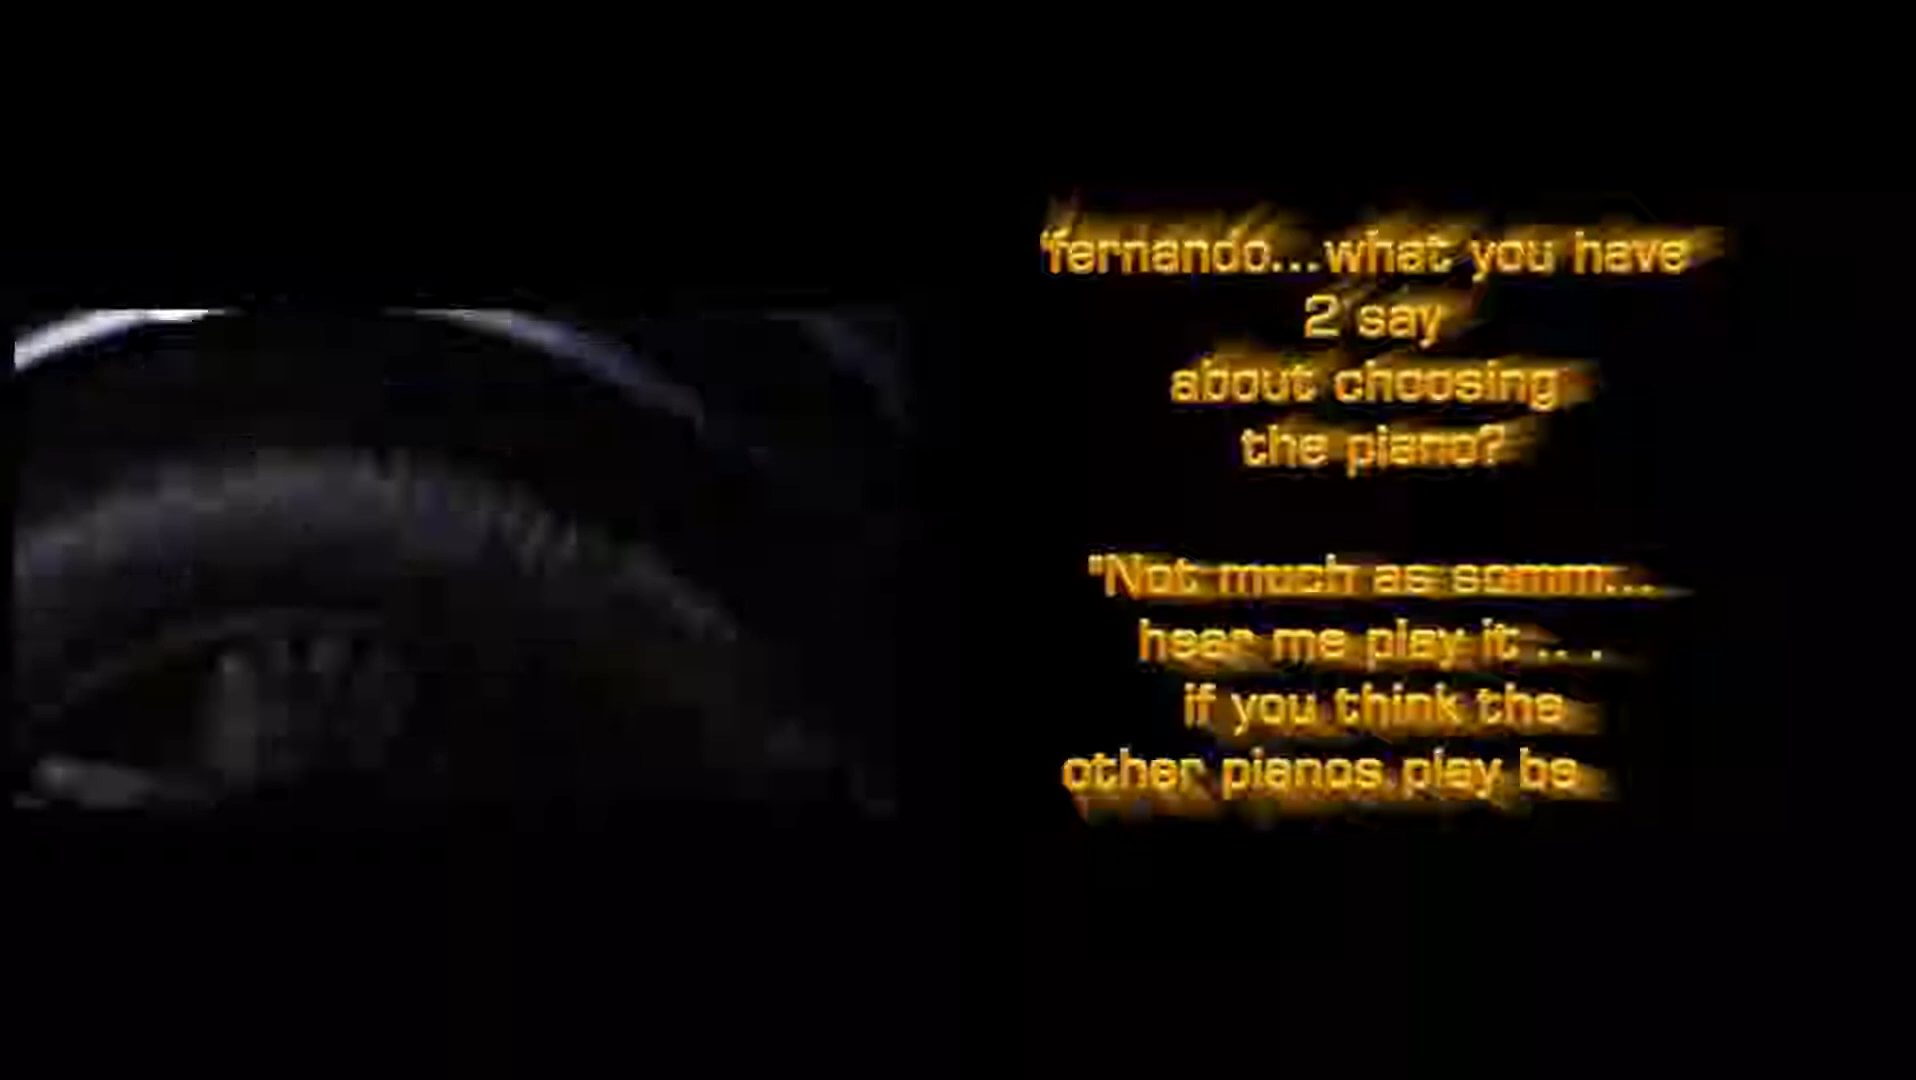 "fernando...what you have
2 say
about choosing
the piano?
"Not much as somm...
hear me play it ... .
if you think the
other pianos play be